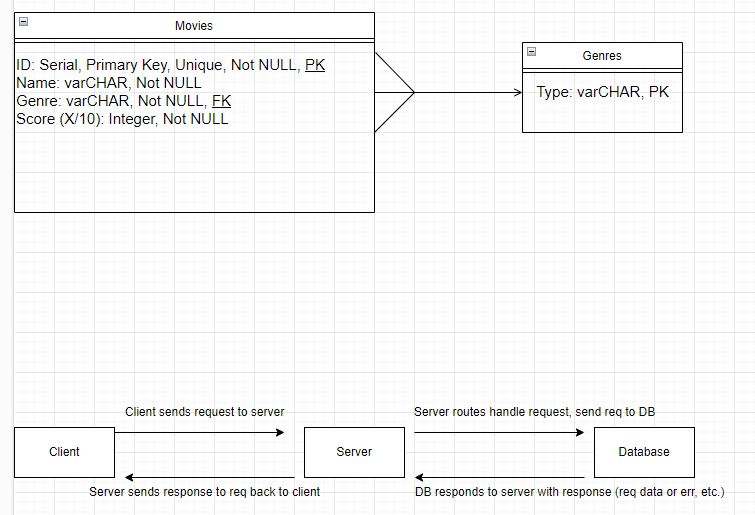 Movies
ID: Serial, Primary Key, Unique, Not NULL, PK
Name: varCHAR, Not NULL
Genre: varCHAR, Not NULL, FK
Score (X/10): Integer, Not NULL
Genres
Type: varCHAR, PK
Client sends request to server
Server routes handle request, send req to DB
Client
Server
Database
Server sends response to req back to client
DB responds to server with response (req data or err, etc.)